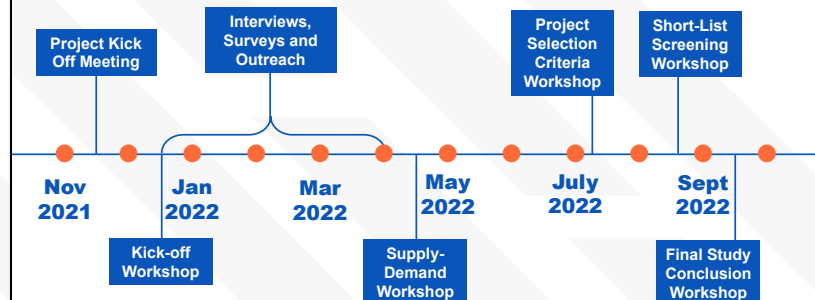 Project Kick
Off Meeting
Interviews,
Surveys and
Outreach
Project
Selection
Criteria
Workshop
Short-List
Screening
Workshop
Nov
2021
Jan
2022
Mar
2022
May
2022
July
2022
Sept
2022
Kick-off
Workshop
Supply-
Demand
Workshop
Final Study
Conclusion
Workshop